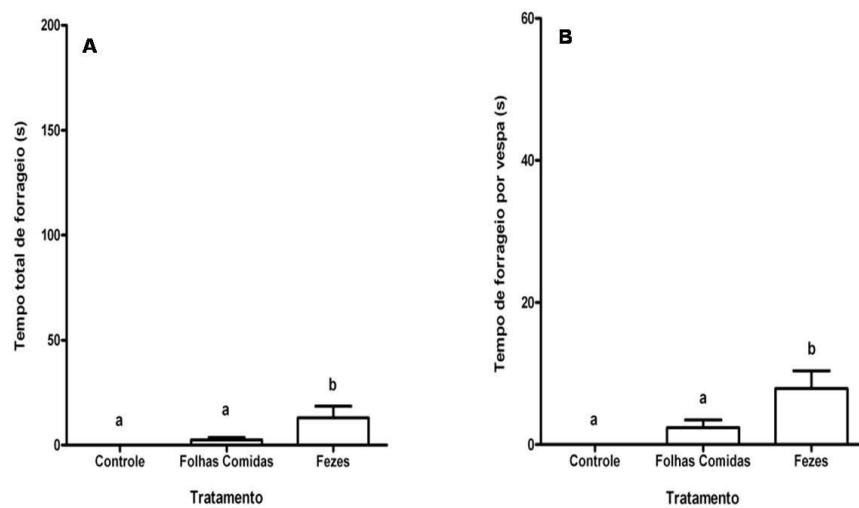 A
Tempo total de forrageio (s)
200
150
100
50
0
a
a
b
Controle
Folhas Comidas
Fezes
Tratamento
B
Tempo de forrageio por vespa (s)
60
40
20
0
a
a
b
Controle
Folhas Comidas
Fezes
Tratamento